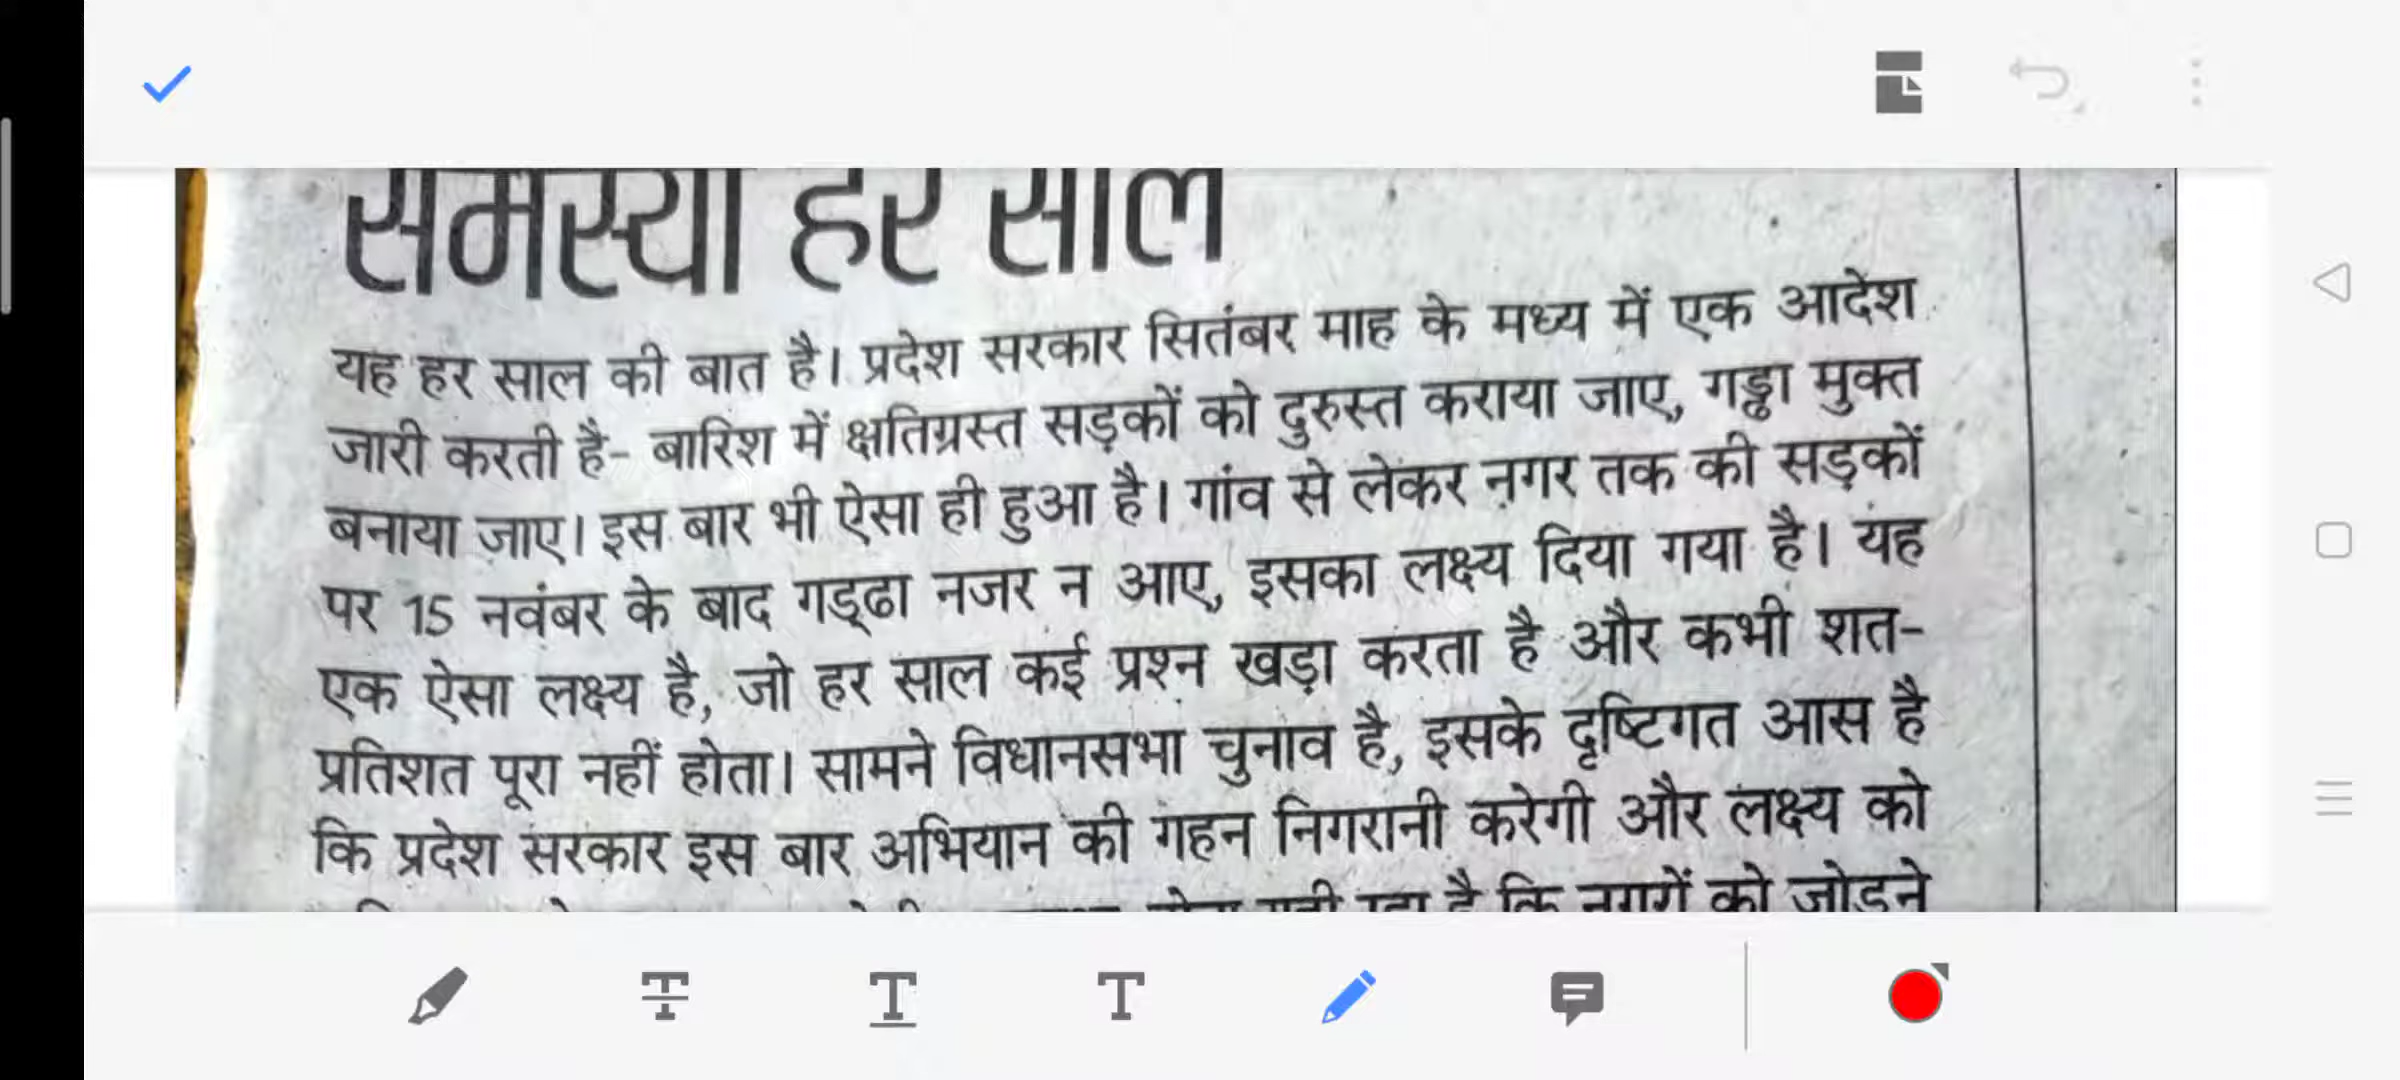 समस्या हर साल
यह हर साल की बात है। प्रदेश सरकार सितंबर माह के मध्य में एक आदेश
जारी करती है- बारिश में क्षतिग्रस्त सड़कों को दुरुस्त कराया जाए, गड्ढा मुक्त
बनाया जाए। इस बार भी ऐसा ही हुआ है। गांव से लेकर नगर तक की सड़कों
पर 15 नवंबर के बाद गड्ढा नजर न आए, इसका लक्ष्य दिया गया है। यह
एक ऐसा लक्ष्य है, जो हर साल कई प्रश्न खड़ा करता है और कभी शत-
प्रतिशत पूरा नहीं होता। सामने विधानसभा चुनाव है, इसके दृष्टिगत आस है
कि प्रदेश सरकार इस बार अभियान की गहन निगरानी करेगी और लक्ष्य को
है कि नगरों को जोड़ने